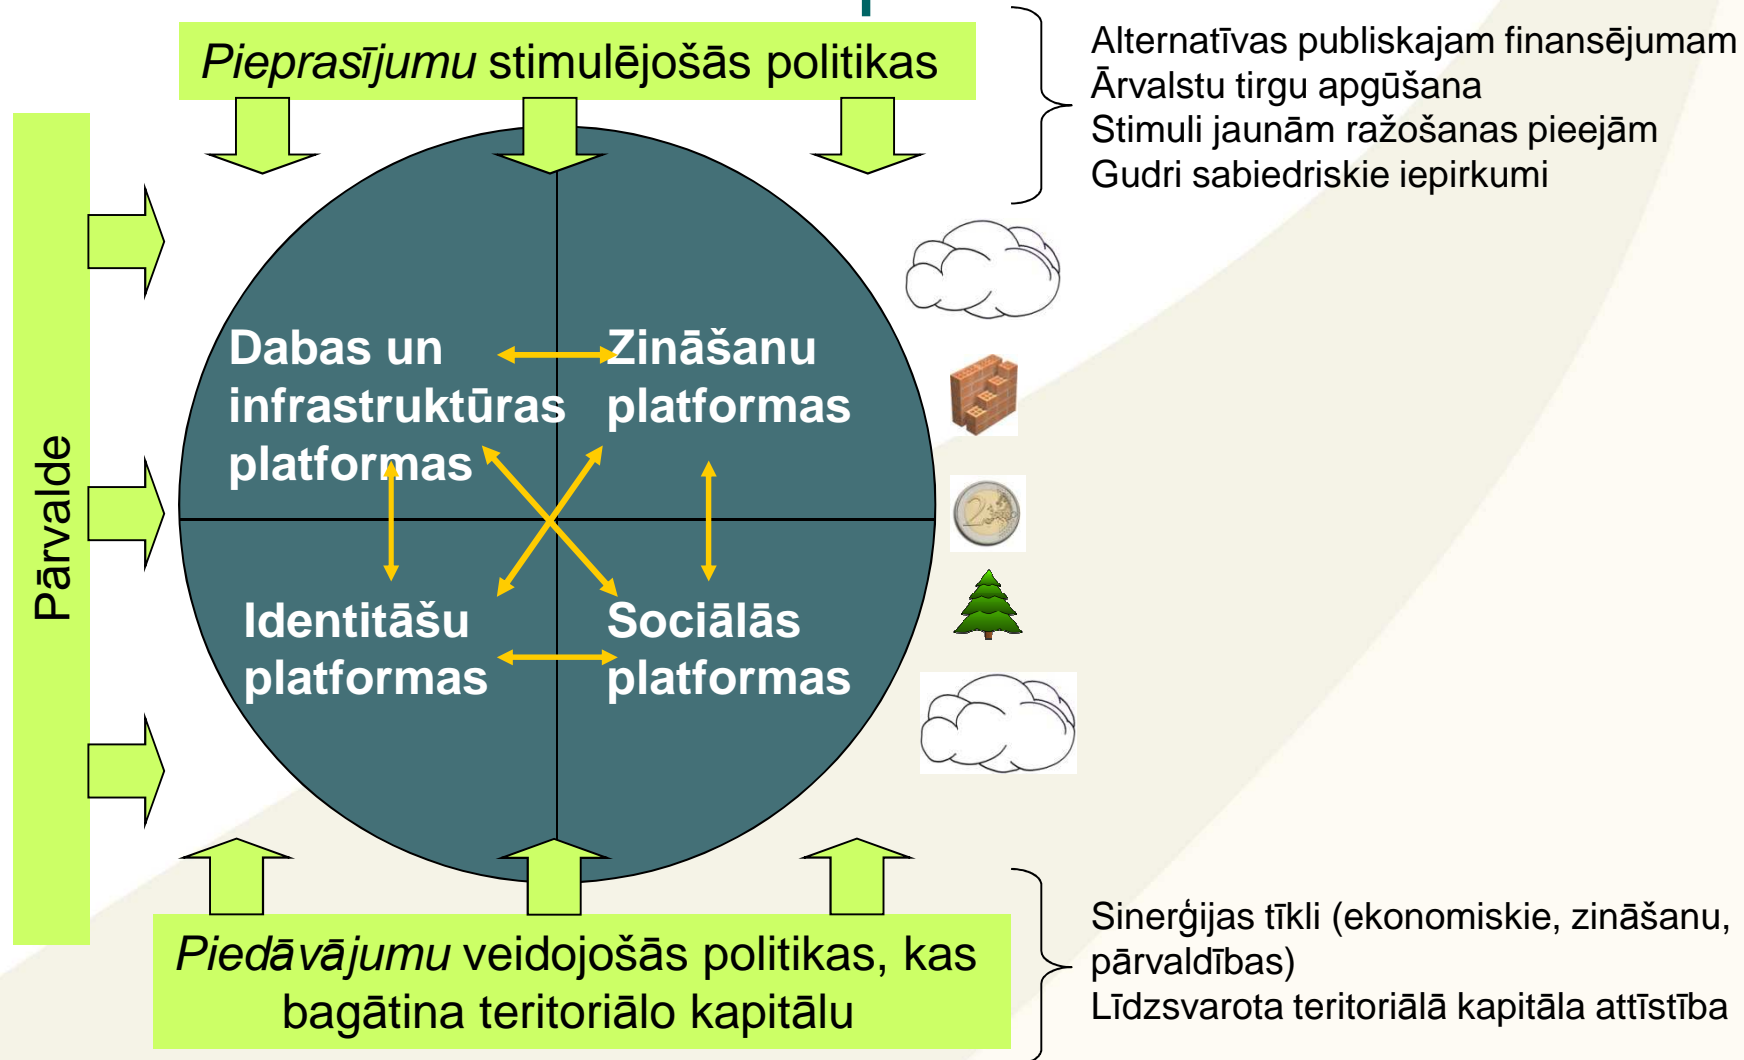 Pieprasījumu stimulējošās politikas
Alternatīvas publiskajam finansējumam
Ārvalstu tirgu apgūšana
Stimuli jaunām ražošanas pieejām
Gudri sabiedriskie iepirkumi
Pārvalde
Dabas un
infrastruktūras
platformas
Zināšanu
platformas
2
Identitāšu
platformas
Sociālās
platformas
Piedāvājumu veidojošās politikas, kas
bagātina teritoriālo kapitālu
Sinerģijas tīkli (ekonomiskie, zināšanu,
pārvaldības)
Līdzsvarota teritoriālā kapitāla attīstība